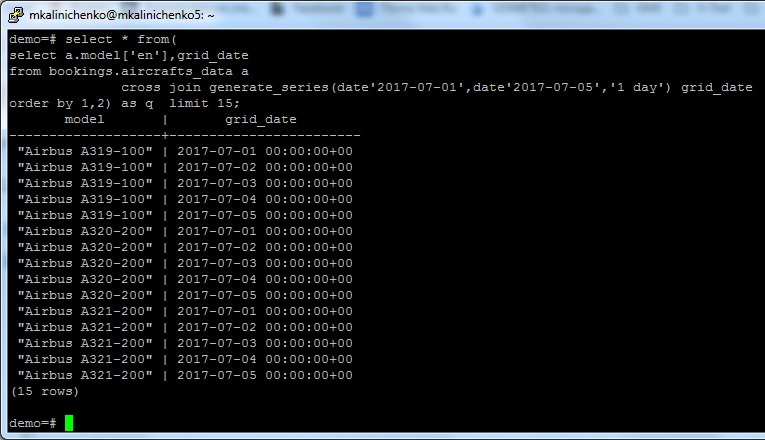 mkalinichenko@mkalinichenko5: ~
demo=# select * from(
select a.model['en'],grid_date
from bookings.aircrafts_data a
               cross join generate_series(date'2017-07-01',date'2017-07-05','1 day') grid_date
order by 1,2) as q  limit 15;
       model       |       grid_date
-------------------+------------------------
 "Airbus A319-100" | 2017-07-01 00:00:00+00
 "Airbus A319-100" | 2017-07-02 00:00:00+00
 "Airbus A319-100" | 2017-07-03 00:00:00+00
 "Airbus A319-100" | 2017-07-04 00:00:00+00
 "Airbus A319-100" | 2017-07-05 00:00:00+00
 "Airbus A320-200" | 2017-07-01 00:00:00+00
 "Airbus A320-200" | 2017-07-02 00:00:00+00
 "Airbus A320-200" | 2017-07-03 00:00:00+00
 "Airbus A320-200" | 2017-07-04 00:00:00+00
 "Airbus A320-200" | 2017-07-05 00:00:00+00
 "Airbus A321-200" | 2017-07-01 00:00:00+00
 "Airbus A321-200" | 2017-07-02 00:00:00+00
 "Airbus A321-200" | 2017-07-03 00:00:00+00
 "Airbus A321-200" | 2017-07-04 00:00:00+00
 "Airbus A321-200" | 2017-07-05 00:00:00+00
(15 rows)
demo=#